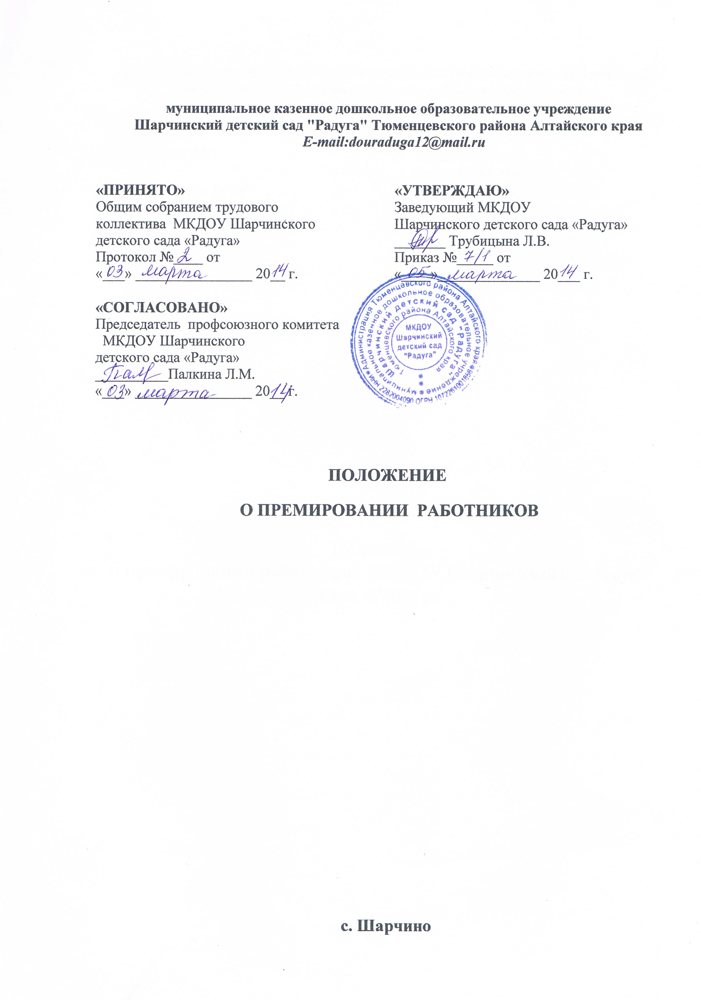 муниципальное казенное дошкольное образовательное учреждение
Шарчинский детский сад "Радуга" Тюменцевского района Алтайского края
E-mail:douraduga12@mail.ru
«ПРИНЯТО»
Общим собранием трудового
коллектива МКДОУ Шарчинского
детского сада «Радуга»
Протокол № 2 от
«03» марта 2014 г.
«УТВЕРЖДАЮ»
Заведующий МКДОУ
Шарчинского детского сада «Радуга»
Трубицына Л.В.
Приказ № 7/1 от
«05» марта 2014 г.
«СОГЛАСОВАНО»
Председатель профсоюзного комитета
МКДОУ Шарчинского
детского сада «Радуга»
Палкина Л.М.
«03» марта 2014 г.
Администрация Тюменцевского района Алтайского края
ИНН 2282004090 ОГРН 1072261001856
муниципальное казенное дошкольное образовательное учреждение
Шарчинский детский сад "Радуга"
Тюменцевского района Алтайского края
МКДОУ
Шарчинский
детский сад
"Радуга"
ПОЛОЖЕНИЕ
О ПРЕМИРОВАНИИ РАБОТНИКОВ
с. Шарчино